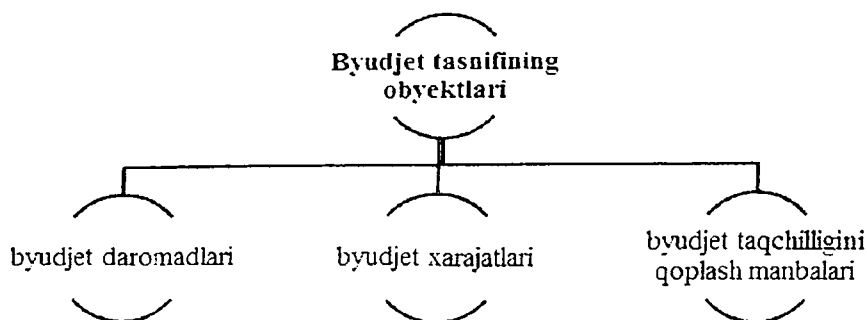 Byudjet tasnifining
obyektlari
byudjet daromadlari
byudjet xarajatlari
byudjet taqchilligini
qoplash manbalari